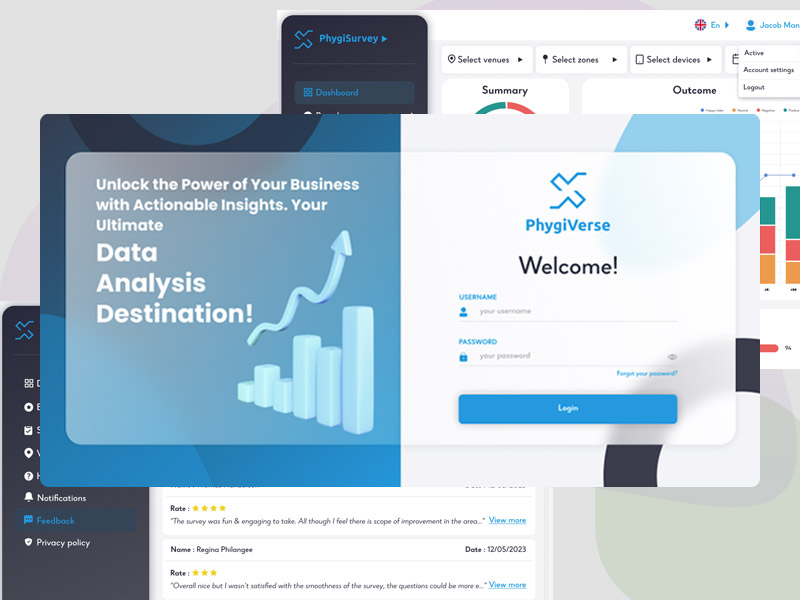 PhygiSurvey
En
Jacob Man
Select venues
Select zones
Select devices
Active
Account settings
Logout
Dashboard
Summary
Outcome
Unlock the Power of Your Business
with Actionable Insights. Your
Ultimate
Data
Analysis
Destination!
PhygiVerse
Welcome!
USERNAME
your username
PASSWORD
your password
Forgot your password?
Login
94
Notifications
Feedback
Privacy policy
Rate :
"The survey was fun & engaging to take. All though I feel there is scope of improvement in the area..." View more
Name : Regina Philangee
Date : 12/05/2023
Rate :
"Overall nice but I wasn't satisfied with the smoothness of the survey, the questions could be more e..." View more